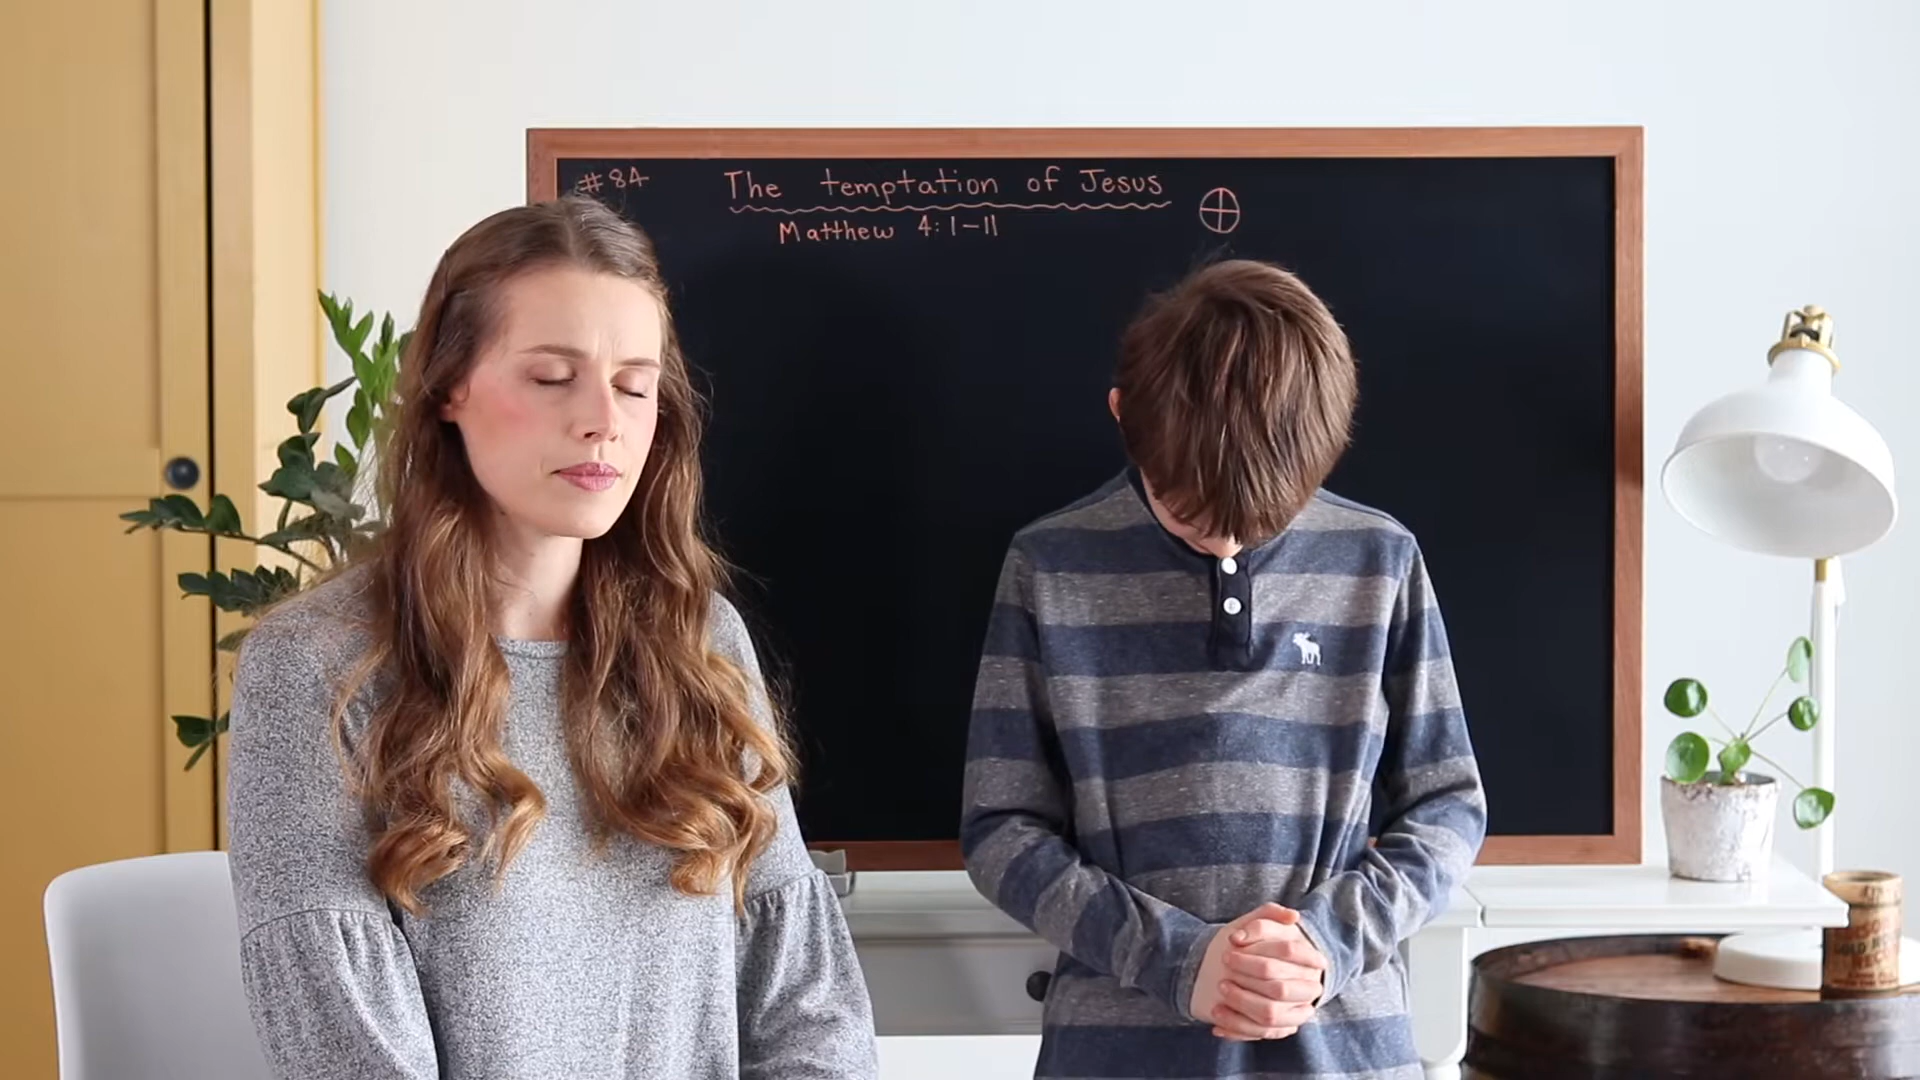 #84 The temptation of Jesus
Matthew 4:1-11